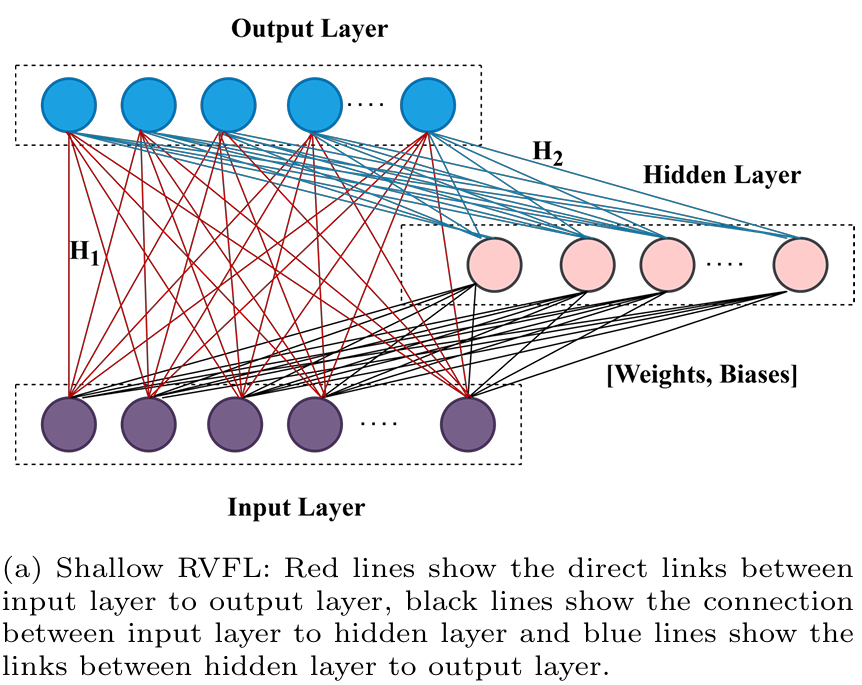 Output Layer
H2
Hidden Layer
H1
[Weights, Biases]
Input Layer
(a) Shallow RVFL: Red lines show the direct links between
input layer to output layer, black lines show the connection
between input layer to hidden layer and blue lines show the
links between hidden layer to output layer.